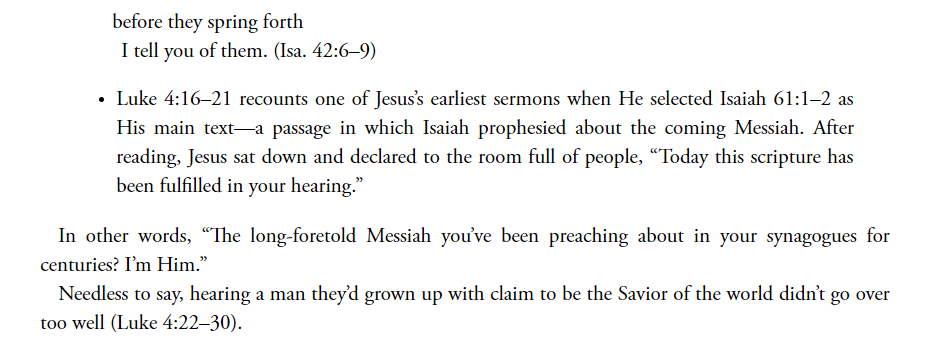 before they spring forth
I tell you of them. (Isa. 42:6–9)
• Luke 4:16–21 recounts one of Jesus’s earliest sermons when He selected Isaiah 61:1–2 as
His main text—a passage in which Isaiah prophesied about the coming Messiah. After
reading, Jesus sat down and declared to the room full of people, “Today this scripture has
been fulfilled in your hearing.”
In other words, “The long-foretold Messiah you’ve been preaching about in your synagogues for
centuries? I’m Him.”
Needless to say, hearing a man they’d grown up with claim to be the Savior of the world didn’t go over
too well (Luke 4:22–30).